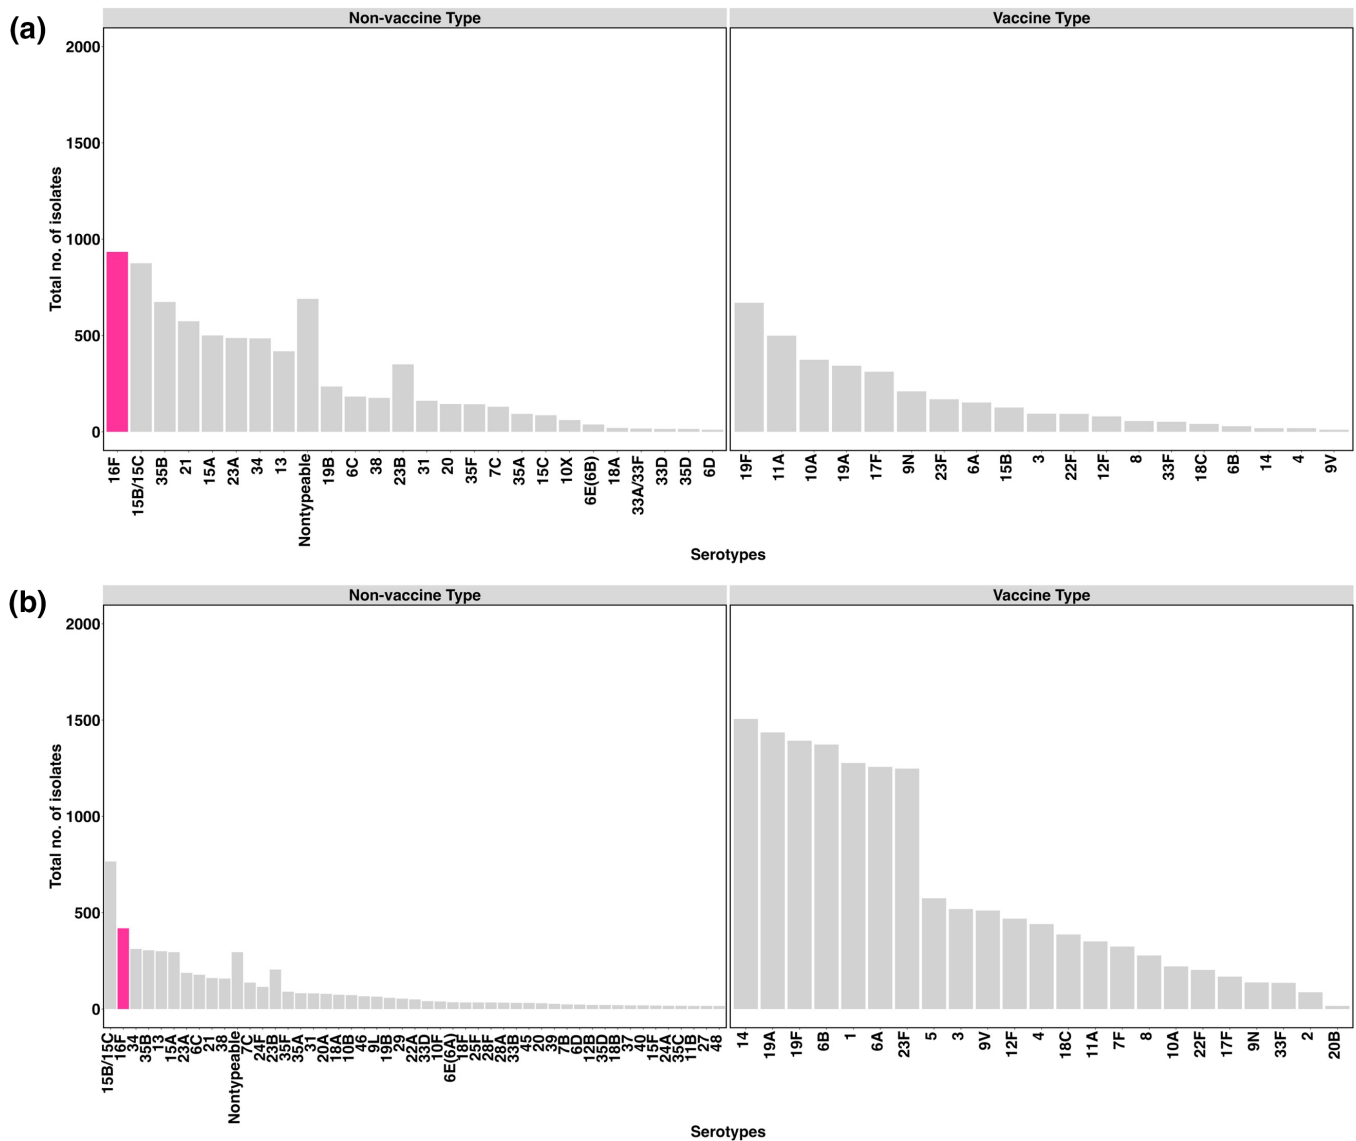 (a)
Non-vaccine Type
Vaccine Type
Total no. of isolates
2000
1500
1000
500
0
16F
15B/15C
35B
21
15A
23A
34
13
Nontypeable
19B
6C
38
23B
31
20
35F
7C
35A
15C
10X
6E(6B)
18A
33A/33F
33D
35D
6D
19F
11A
10A
19A
17F
9N
23F
6A
15B
3
22F
12F
8
33F
18C
6B
14
4
9V
Serotypes
(b)
Non-vaccine Type
Vaccine Type
Total no. of isolates
2000
1500
1000
500
0
15B/15C
16F
34
35B
13
15A
23A
6C
21
38
Nontypeable
7C
24F
23B
35F
35A
31
20A
18A
10B
46
9L
19B
29
22A
33D
10F
6E(6A)
18F
25F
28F
28A
33B
45
20
39
7B
6D
12B
35D
18B
37
40
15F
24A
35C
11B
27
48
14
19A
19F
6B
1
6A
23F
5
3
9V
12F
4
18C
11A
7F
8
10A
22F
17F
9N
33F
2
20B
Serotypes